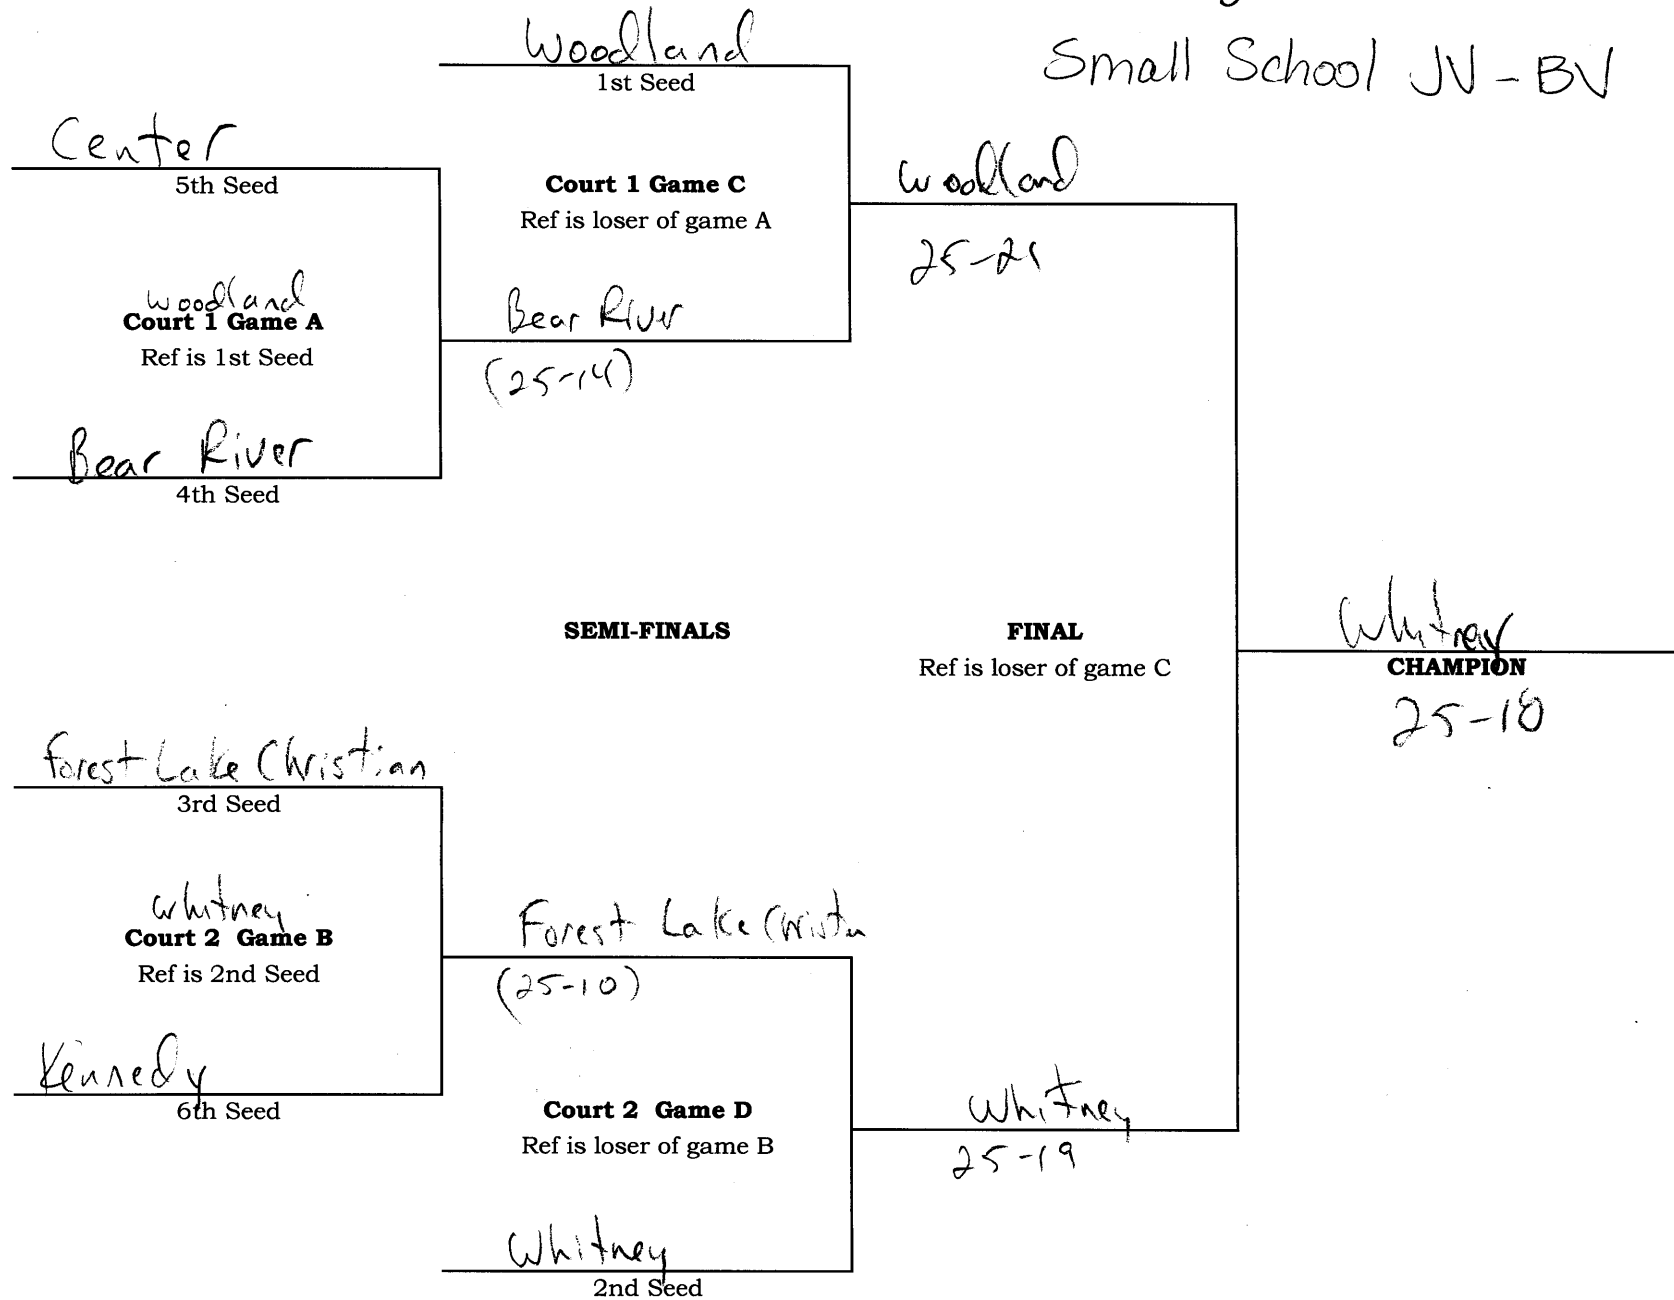 Woodland
1st Seed
Small School JV - BV
Center
5th Seed
Court 1 Game C
Ref is loser of game A
Woodland
25-21
Woodland
Court 1 Game A
Ref is 1st Seed
Bear River
(25-14)
Bear River
4th Seed
SEMI-FINALS
FINAL
Ref is loser of game C
Whitney
CHAMPION
25-18
Forest Lake Christian
3rd Seed
Whitney
Court 2 Game B
Ref is 2nd Seed
Forest Lake Christin
(25-10)
Kennedy
6th Seed
Court 2 Game D
Ref is loser of game B
Whitney
25-19
Whitney
2nd Seed